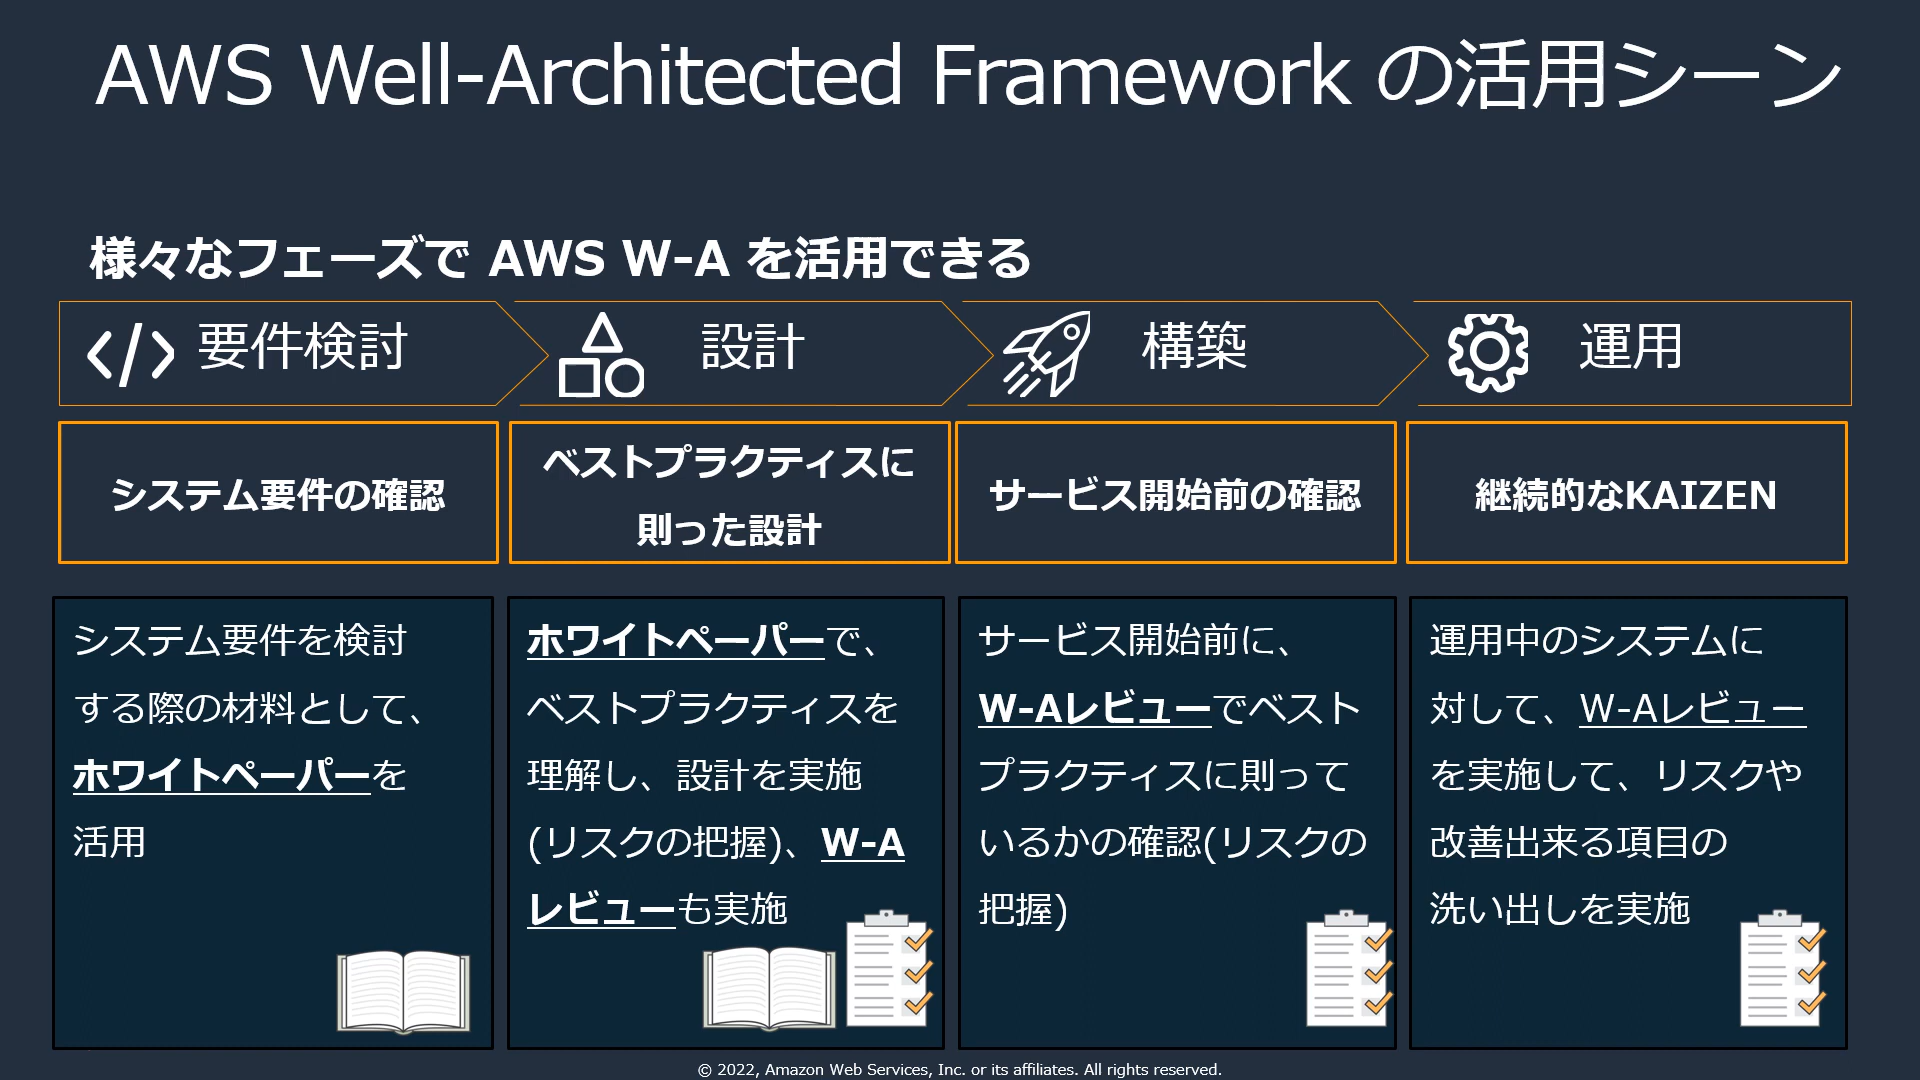 AWS Well-Architected Framework の活用シーン
様々なフェーズで AWS W-A を活用できる
要件検討
設計
構築
運用
システム要件の確認
ベストプラクティスに
則った設計
サービス開始前の確認
継続的なKAIZEN
システム要件を検討
する際の材料として、
ホワイトペーパーを
活用
ホワイトペーパーで、
ベストプラクティスを
理解し、設計を実施
(リスクの把握)、W-A
レビューも実施
サービス開始前に、
W-Aレビューでベスト
プラクティスに則って
いるかの確認(リスクの
把握)
運用中のシステムに
対して、W-Aレビュー
を実施して、リスクや
改善出来る項目の
洗い出しを実施
© 2022, Amazon Web Services, Inc. or its affiliates. All rights reserved.